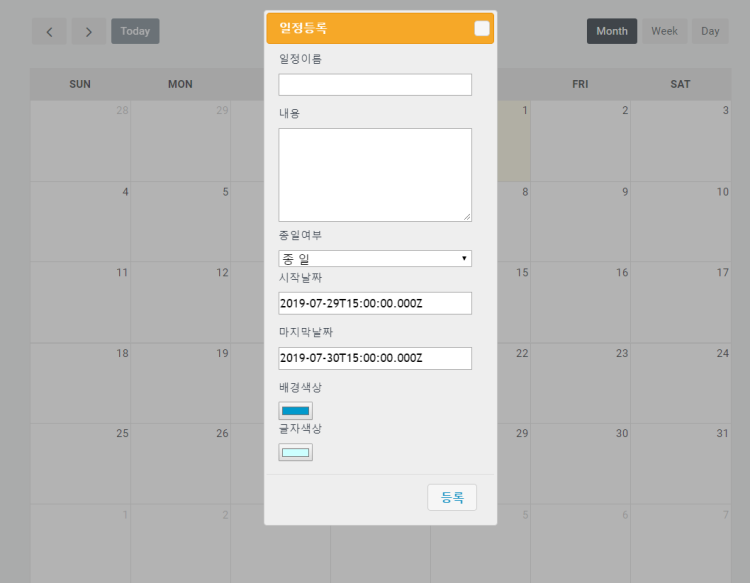 Today
Month Week Day
일정등록
일정이름
내용
종일여부
종 일
시작날짜
2019-07-29T15:00:00.000Z
마지막날짜
2019-07-30T15:00:00.000Z
배경색상
글자색상
등록
SUN MON FRI SAT
28 29 1 2 3
4 5 8 9 10
11 12 15 16 17
18 19 22 23 24
25 26 29 30 31
1 2 5 6 7